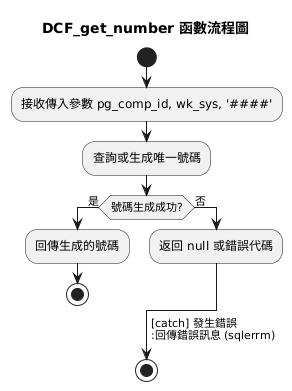 DCF_get_number 函數流程圖
接收傳入參數 pg_comp_id, wk_sys, '####'
查詢或生成唯一號碼
號碼生成成功?
是
否
回傳生成的號碼
返回 null 或錯誤代碼
[catch] 發生錯誤
:回傳錯誤訊息 (sqlerrm)